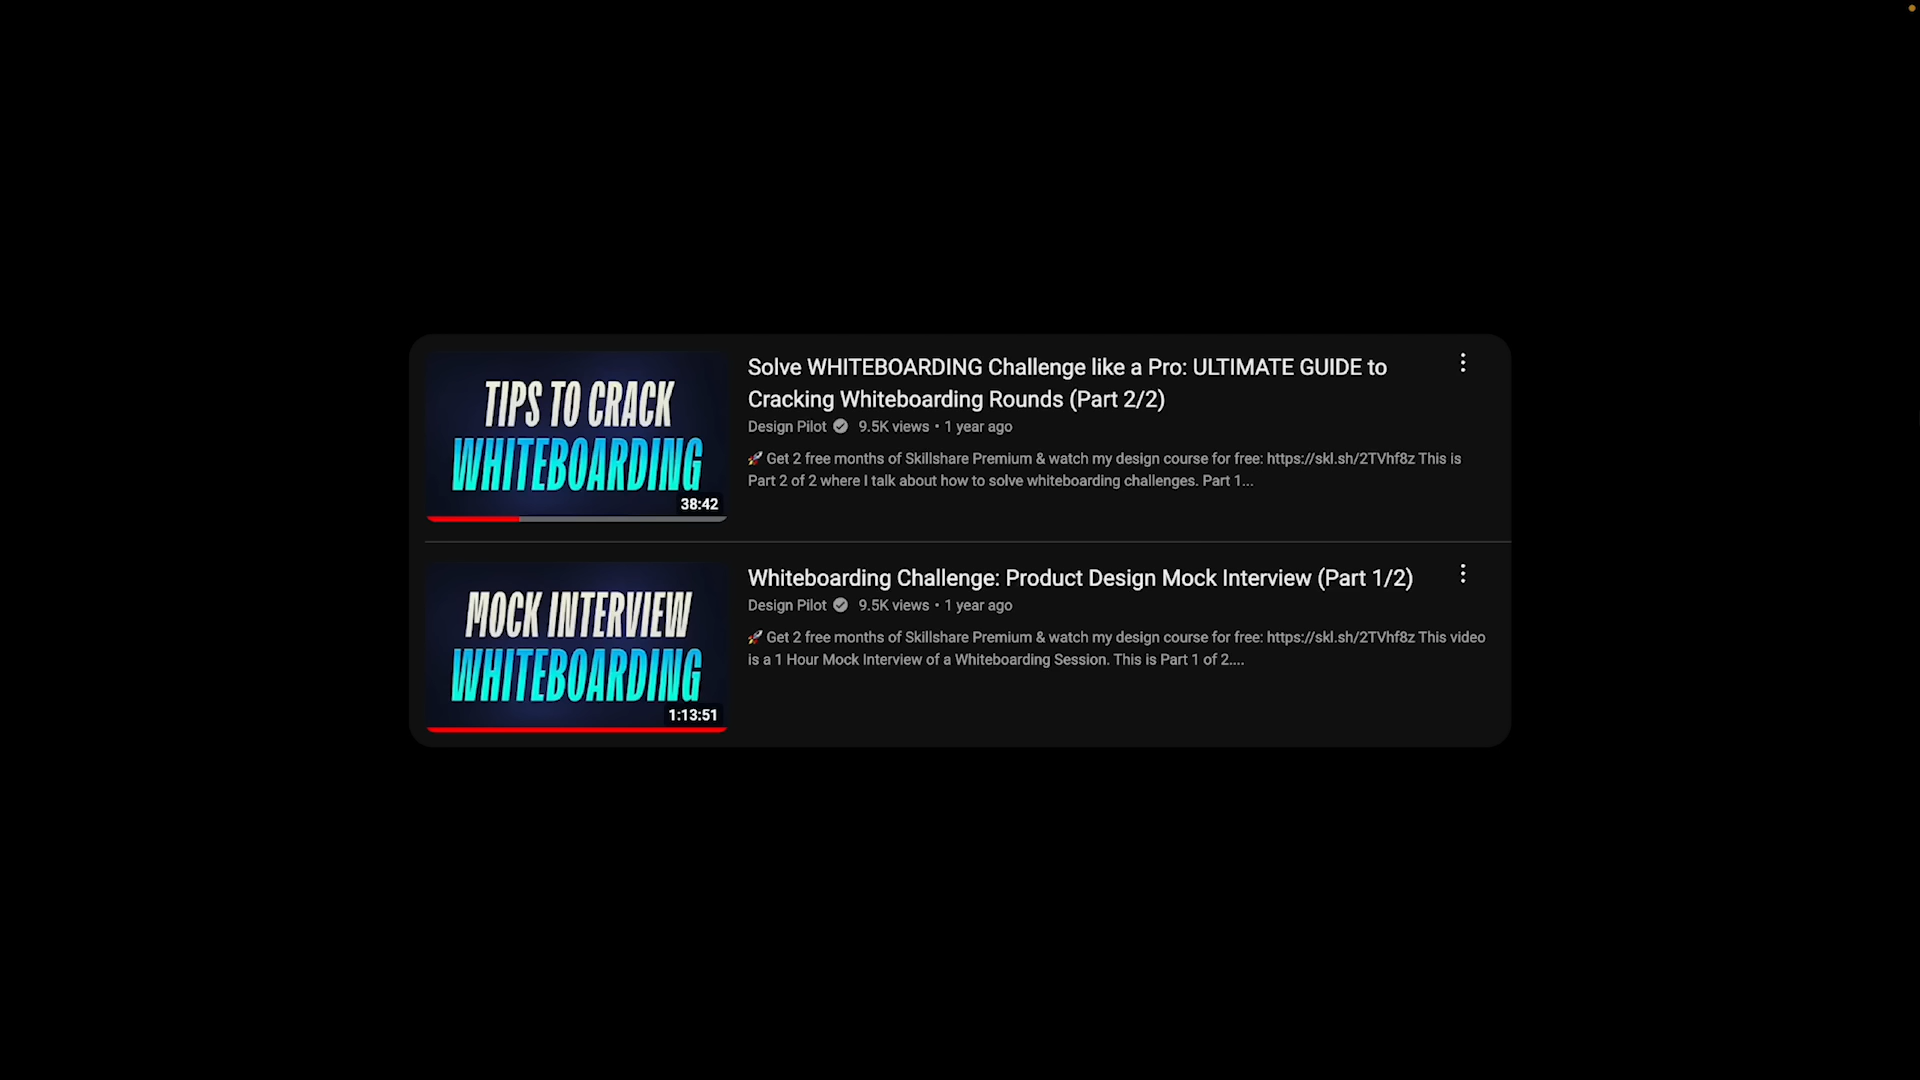 TIPS TO CRACK
WHITEBOARDING
38:42
Solve WHITEBOARDING Challenge like a Pro: ULTIMATE GUIDE to
Cracking Whiteboarding Rounds (Part 2/2)
Design Pilot 9.5K views • 1 year ago
🚀 Get 2 free months of Skillshare Premium & watch my design course for free: https://skl.sh/2TVhf8z This is
Part 2 of 2 where I talk about how to solve whiteboarding challenges. Part 1...
MOCK INTERVIEW
WHITEBOARDING
1:13:51
Whiteboarding Challenge: Product Design Mock Interview (Part 1/2)
Design Pilot 9.5K views • 1 year ago
🚀 Get 2 free months of Skillshare Premium & watch my design course for free: https://skl.sh/2TVhf8z This video
is a 1 Hour Mock Interview of a Whiteboarding Session. This is Part 1 of 2....